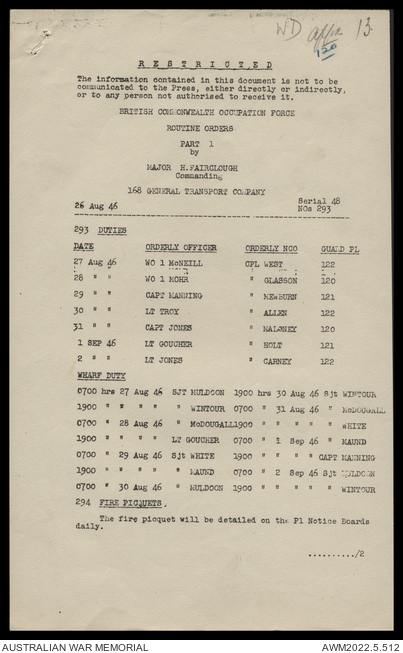 WD appx 13
120
R E S T R I C T E D
The information contained in this document is not to be
communicated to the Press, either directly or indirectly,
or to any person not authorised to receive it.
BRITISH COMMONWEALTH OCCUPATION FORCE
ROUTINE ORDERS
PART 1
by
MAJOR H.FAIRCLOUGH
Commanding
168 GENERAL TRANSPORT COMPANY
Serial 48
26 Aug 46 NOs 293
293 DUTIES
DATE ORDERLY OFFICER ORDERLY NCO GUARD PL
27 Aug 46 WO 1 McNEILL CPL WEST 122
28 " " WO 1 MOHR " GLASSON 120
29 " " CAPT MANNING " MEWBURN 121
30 " " LT TROY " ALLEN 122
31 " " CAPT JONES " MALONEY 120
1 SEP 46 LT GOUCHER " HOLT 121
2 " " LT JONES " CARNEY 122
WHARF DUTY
0700 hrs 27 Aug 46 SJT MULDOON 1900 hrs 30 Aug 46 Sjt WINTOUR
1900 " " " " " WINTOUR 0700 " 31 Aug 46 " McDOUGALL
0700 " 28 Aug 46 " McDOUGALL 1900 " " " " " WHITE
1900 " " " " LT GOUCHER 0700 " 1 Sep 46 " MAUND
0700 " 29 Aug 46 Sjt WHITE 1900 " " " " CAPT MANNING
1900 " " " " " MAUND 0700 " 2 Sep 46 Sjt MULDOON
0700 " 30 Aug 46 " MULDOON 1900 " " " " " WINTOUR
294 FIRE PICQUETS.
The fire picquet will be detailed on the Pl Notice Boards
daily.
........../2
AUSTRALIAN WAR MEMORIAL AWM2022.5.512